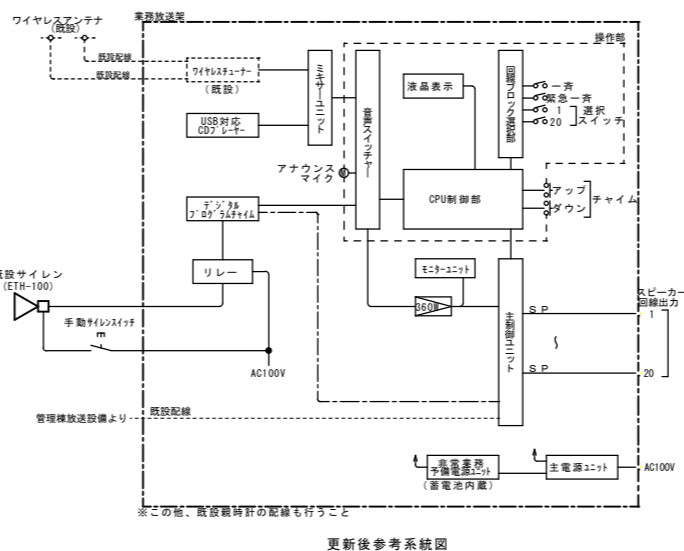 ワイヤレスアンテナ
(既設)
業務放送架
操作部
既設配線
既設配線
ワイヤレスチューナー
(既設)
ミキサーユニット
音声スイッチャー
液晶表示
回線ブロック選択部
一斉
緊急一斉
1
20
選択
スイッチ
USB対応
CDプレーヤー
アナウンス
マイク
CPU制御部
アップ
ダウン
チャイム
デジタル
プログラムチャイム
リレー
モニターユニット
360W
主制御ユニット
既設サイレン
(ETH-100)
手動サイレンスイッチ
AC100V
スピーカー
回線出力
SP
1
〜
SP
20
管理棟放送設備より
既設配線
非常業務
予備電源ユニット
(蓄電池内蔵)
主電源ユニット
AC100V
※この他、既設親時計の配線も行うこと
更新後参考系統図